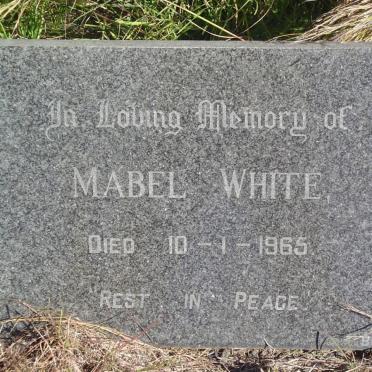 In Loving Memory of
MABEL WHITE
DIED 10-1-1965
REST IN PEACE